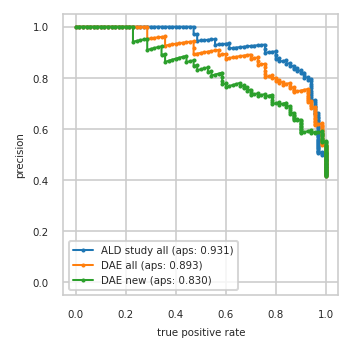 1.0
0.8
0.6
0.4
0.2
0.0
precision
ALD study all (aps: 0.931)
DAE all (aps: 0.893)
DAE new (aps: 0.830)
0.0 0.2 0.4 0.6 0.8 1.0
true positive rate